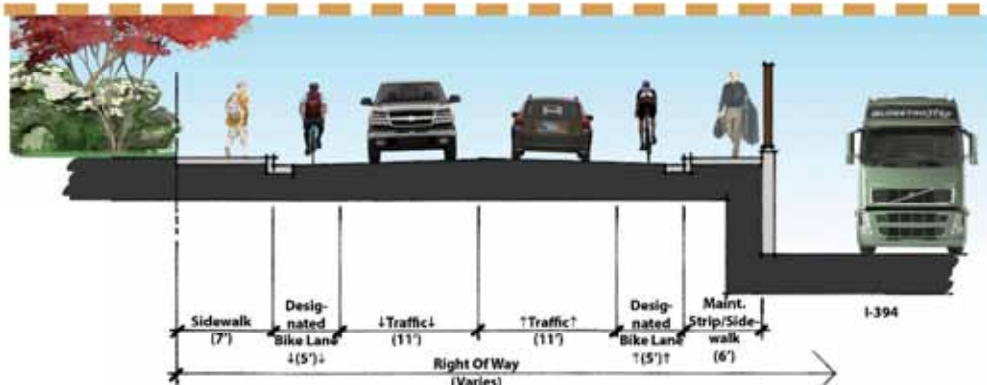 Sidewalk
(7')
Desig-
nated
Bike Lane
↓(5')↓
↓Traffic↓
(11')
↑Traffic↑
(11')
Desig-
nated
Bike Lane
↑(5')↑
Maint.
Strip/Side-
walk
(6')
I-394
Right Of Way
(Varies)